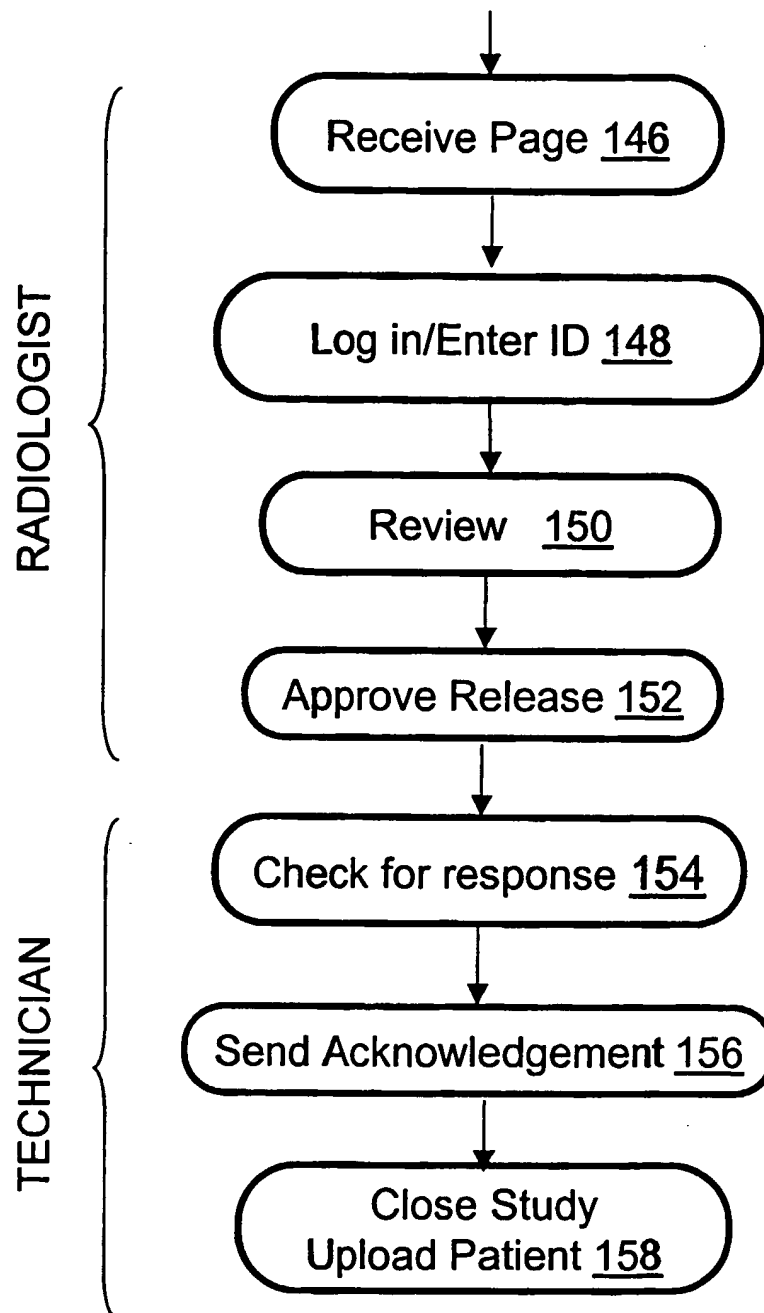 RADIOLOGIST
Receive Page 146
Log in/Enter ID 148
Review 150
Approve Release 152
TECHNICIAN
Check for response 154
Send Acknowledgement 156
Close Study
Upload Patient 158